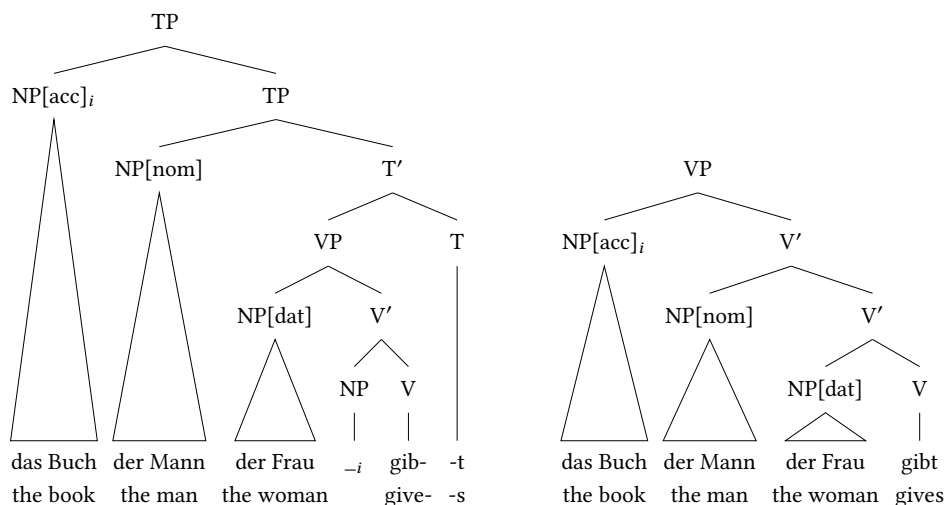 TP
NP[acc]ᵢ TP
NP[nom] T′ VP
VP T NP[acc]ᵢ V′
NP[dat] V′ NP[nom] V′
NP V NP[dat] V
das Buch der Mann der Frau _ᵢ gib- -t das Buch der Mann der Frau gibt
the book the man the woman give- -s the book the man the woman gives